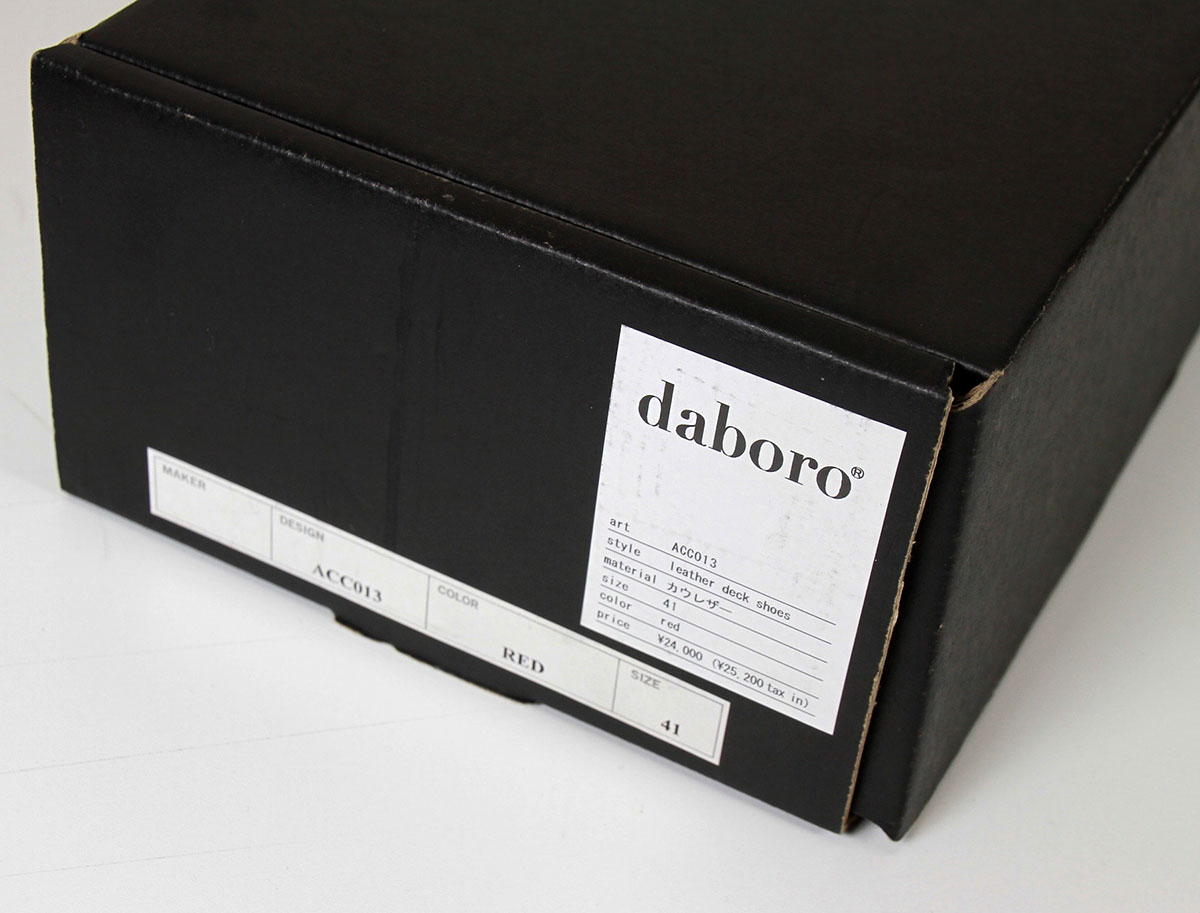 daboro®
art ACC013
style leather deck shoes
material カウレザー
size 41
color red
price ¥24,000 (¥25,200 tax in)
MAKER
DESIGN
ACC013
COLOR
RED
SIZE
41